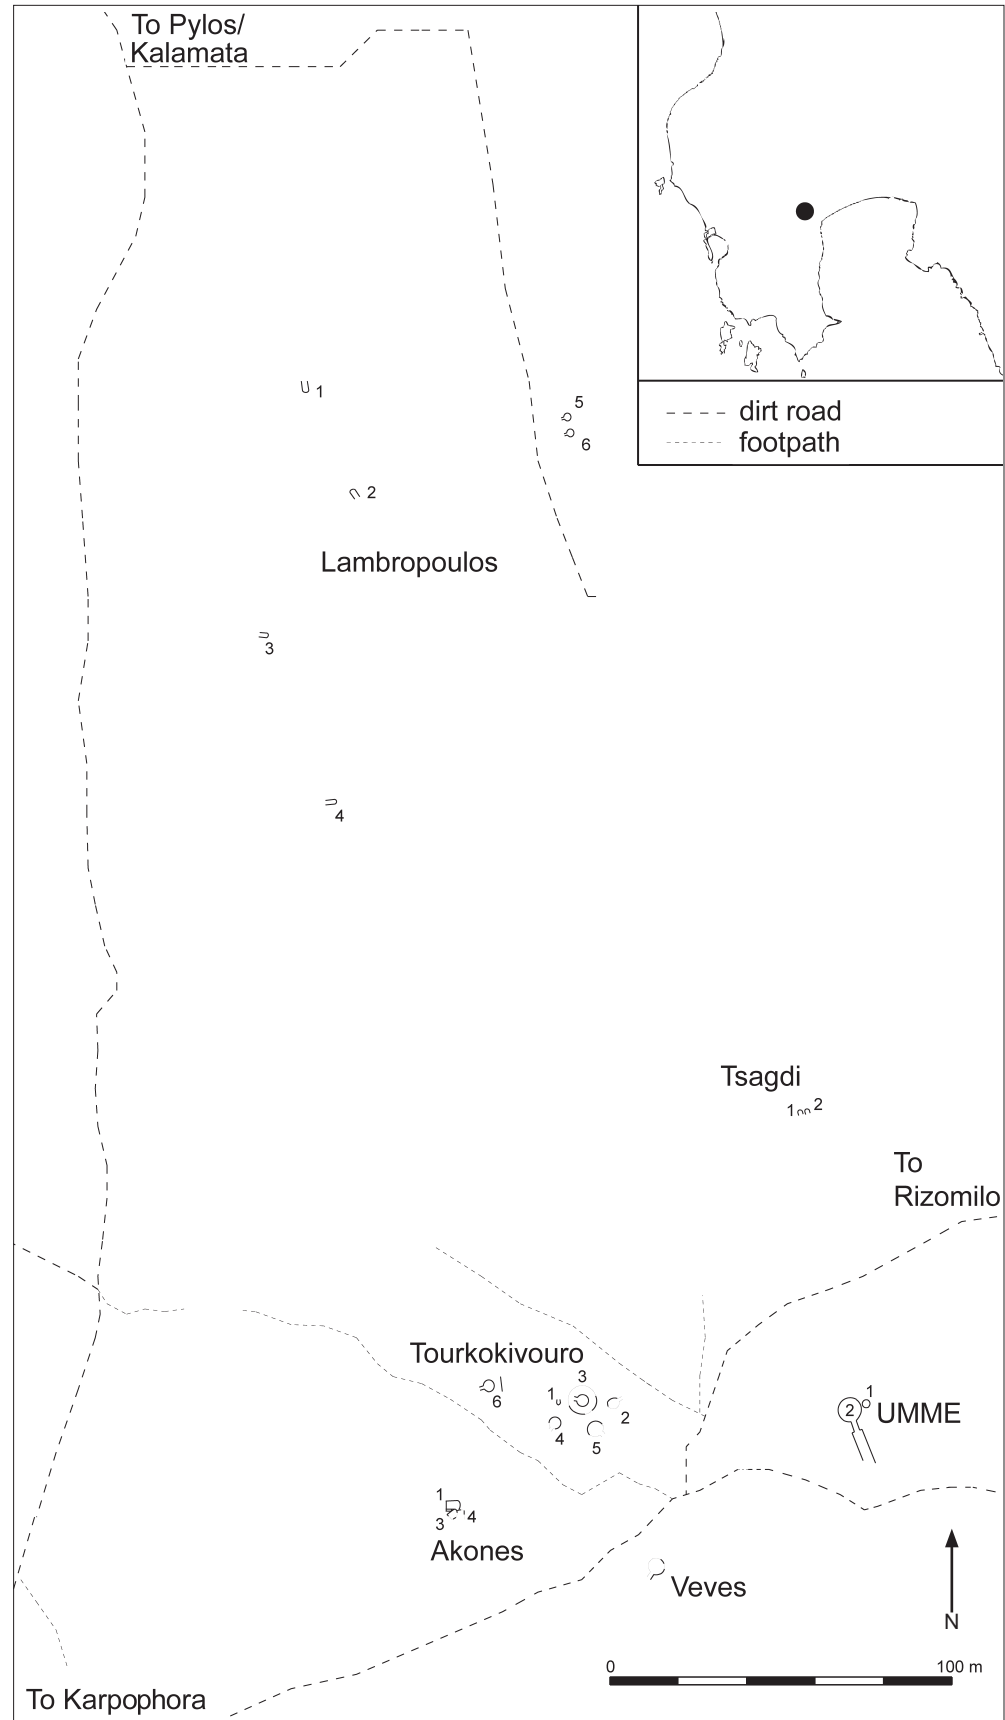 To Pylos/
Kalamata
dirt road
footpath
1
5
6
2
Lambropoulos
3
4
Tsagdi
1 2
To
Rizomilo
Tourkokivouro
3
6
1
2
4
5
1
2
UMME
1
3 4
Akones
Veves
N
0 100 m
To Karpophora